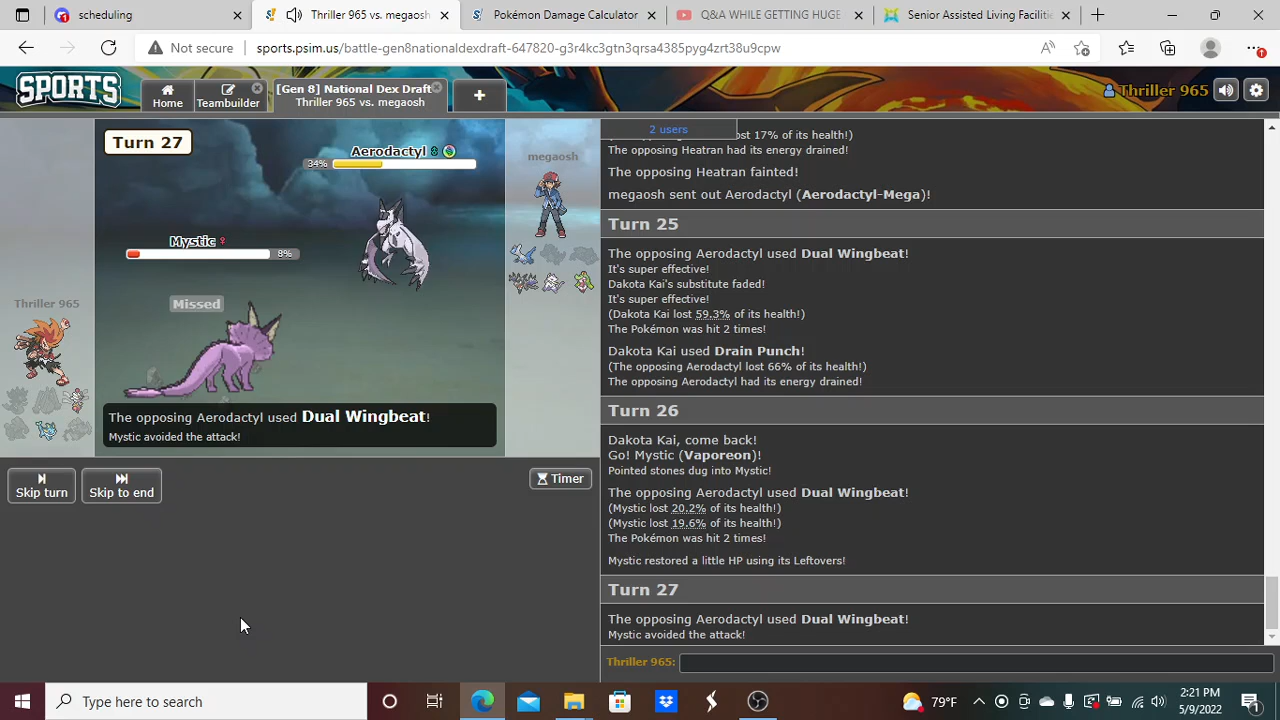 scheduling
Thriller 965 vs. megaosh
Pokémon Damage Calculator
Q&A WHILE GETTING HUGE
Senior Assisted Living Faciliti
Not secure
sports.psim.us/battle-gen8nationaldexdraft-647820-g3r4kc3gtn3qrsa4385pyg4zrt38u9cpw
SPORTS
Home
Teambuilder
[Gen 8] National Dex Draft
Thriller 965 vs. megaosh
Thriller 965
Turn 27
Aerodactyl
34%
megaosh
Mystic ♀
8%
Thriller 965
Missed
The opposing Aerodactyl used Dual Wingbeat!
Mystic avoided the attack!
Skip turn
Skip to end
Timer
2 users
ost 17% of its health!)
The opposing Heatran had its energy drained!
The opposing Heatran fainted!
megaosh sent out Aerodactyl (Aerodactyl-Mega)!
Turn 25
The opposing Aerodactyl used Dual Wingbeat!
It's super effective!
Dakota Kai's substitute faded!
It's super effective!
(Dakota Kai lost 59.3% of its health!)
The Pokémon was hit 2 times!
Dakota Kai used Drain Punch!
(The opposing Aerodactyl lost 66% of its health!)
The opposing Aerodactyl had its energy drained!
Turn 26
Dakota Kai, come back!
Go! Mystic (Vaporeon)!
Pointed stones dug into Mystic!
The opposing Aerodactyl used Dual Wingbeat!
(Mystic lost 20.2% of its health!)
(Mystic lost 19.6% of its health!)
The Pokémon was hit 2 times!
Mystic restored a little HP using its Leftovers!
Turn 27
The opposing Aerodactyl used Dual Wingbeat!
Mystic avoided the attack!
Thriller 965:
Type here to search
79°F
2:21 PM
5/9/2022
1